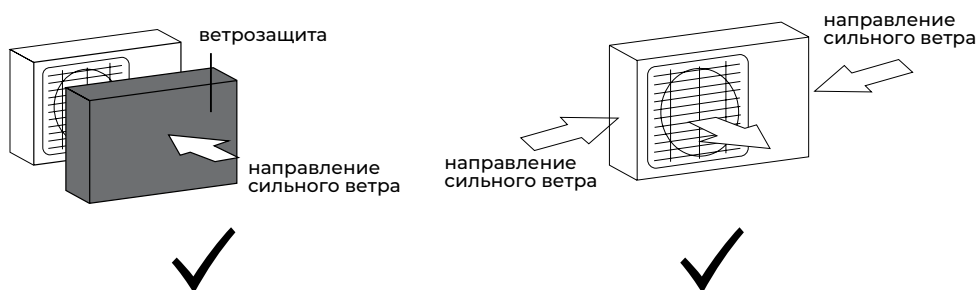 ветрозащита
направление
сильного ветра
направление
сильного ветра
направление
сильного ветра